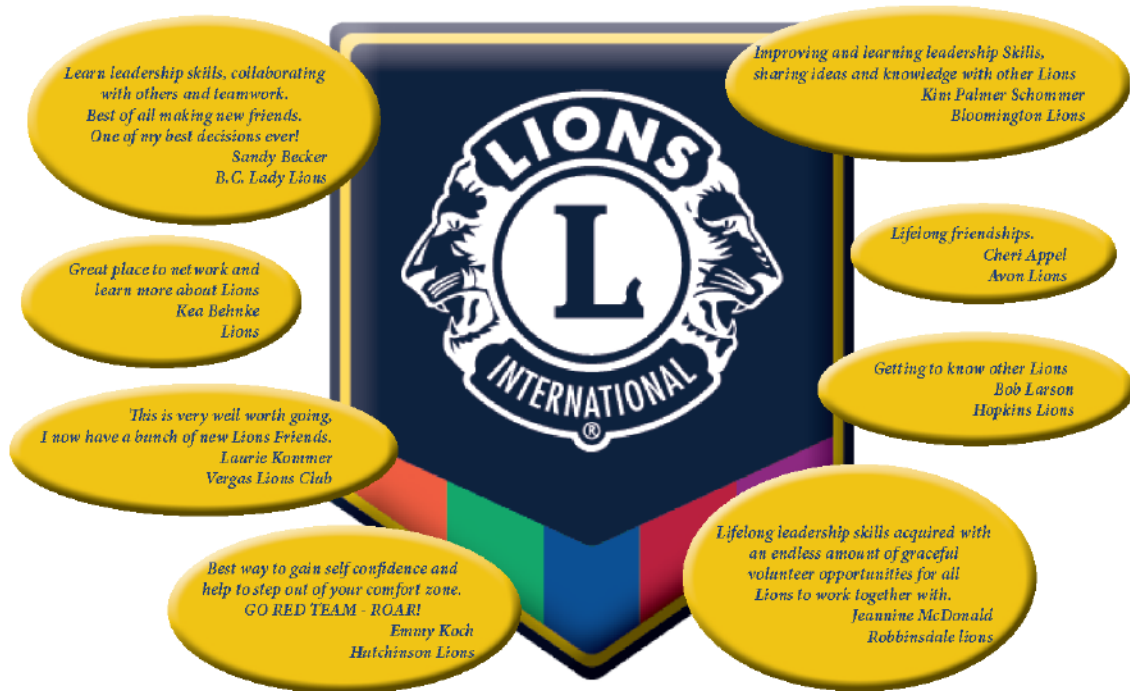 Learn leadership skills, collaborating
with others and teamwork.
Best of all making new friends.
One of my best decisions ever!
Sandy Becker
B.C. Lady Lions
Great place to network and
learn more about Lions
Kea Behnke
Lions
This is very well worth going,
I now have a bunch of new Lions Friends.
Laurie Kommer
Vergas Lions Club
Best way to gain self confidence and
help to step out of your comfort zone.
GO RED TEAM - ROAR!
Emmy Koch
Hutchinson Lions
LIONS
L
INTERNATIONAL
®
Improving and learning leadership Skills,
sharing ideas and knowledge with other Lions
Kim Palmer Schommer
Bloomington Lions
Lifelong friendships.
Cheri Appel
Avon Lions
Getting to know other Lions
Bob Larson
Hopkins Lions
Lifelong leadership skills acquired with
an endless amount of graceful
volunteer opportunities for all
Lions to work together with.
Jeannine McDonald
Robbinsdale lions